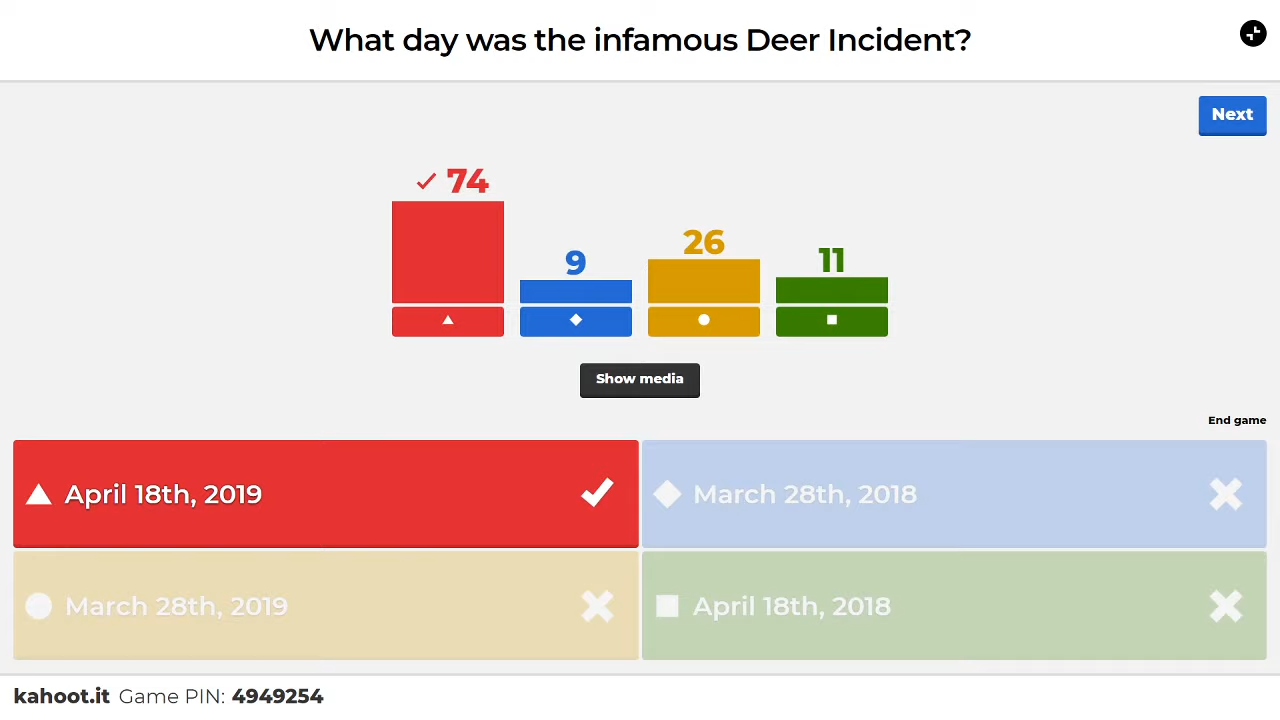 What day was the infamous Deer Incident?
Next
74
9
26
11
Show media
End game
April 18th, 2019
March 28th, 2018
March 28th, 2019
April 18th, 2018
kahoot.it Game PIN: 4949254